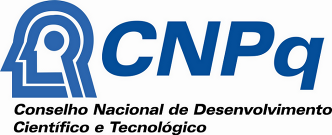 CNPq
Conselho Nacional de Desenvolvimento
Científico e Tecnológico